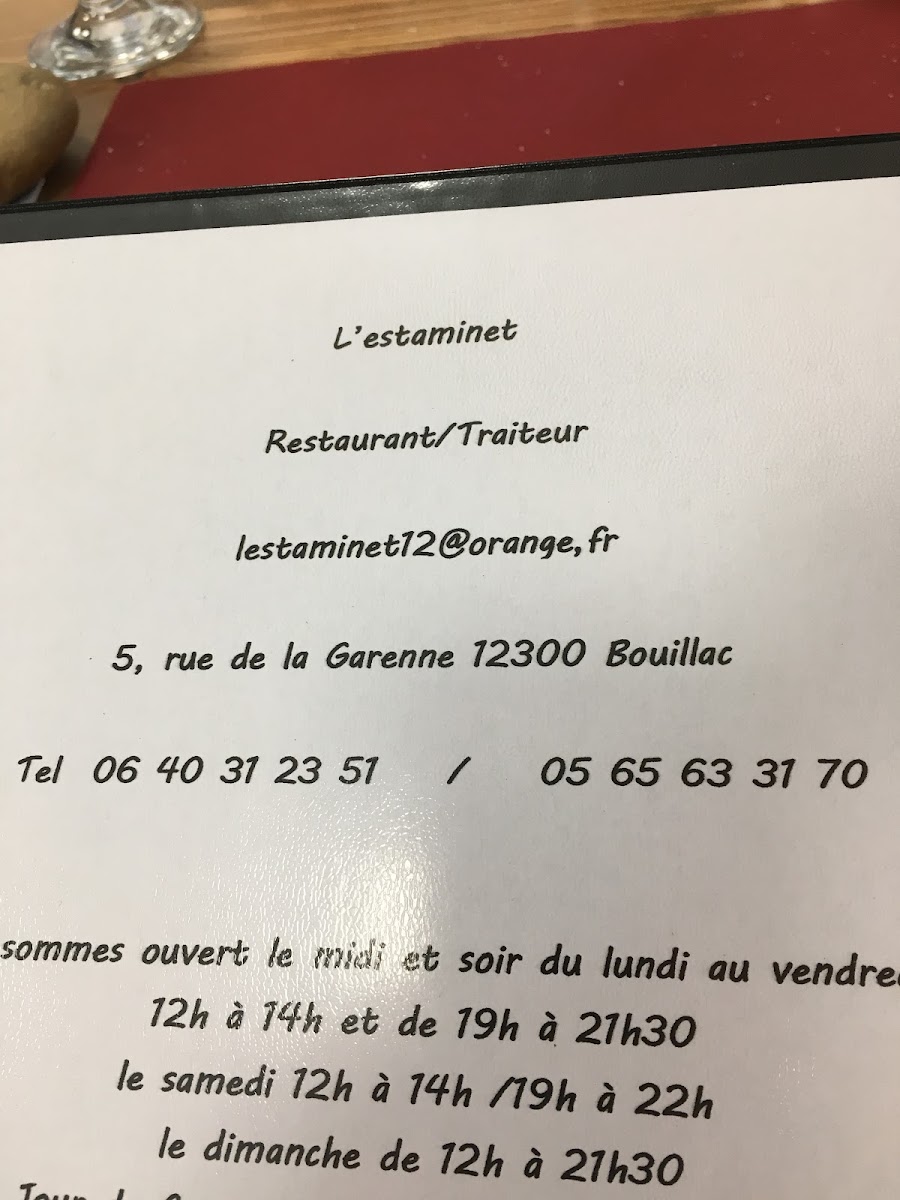 L'estaminet
Restaurant/Traiteur
lestaminet12@orange,fr
5, rue de la Garenne 12300 Bouillac
Tel 06 40 31 23 51 / 05 65 63 31 70
sommes ouvert le midi et soir du lundi au
12h à 14h et de 19h à 21h30
le samedi 12h à 14h /19h à 22h
le dimanche de 12h à 21h30